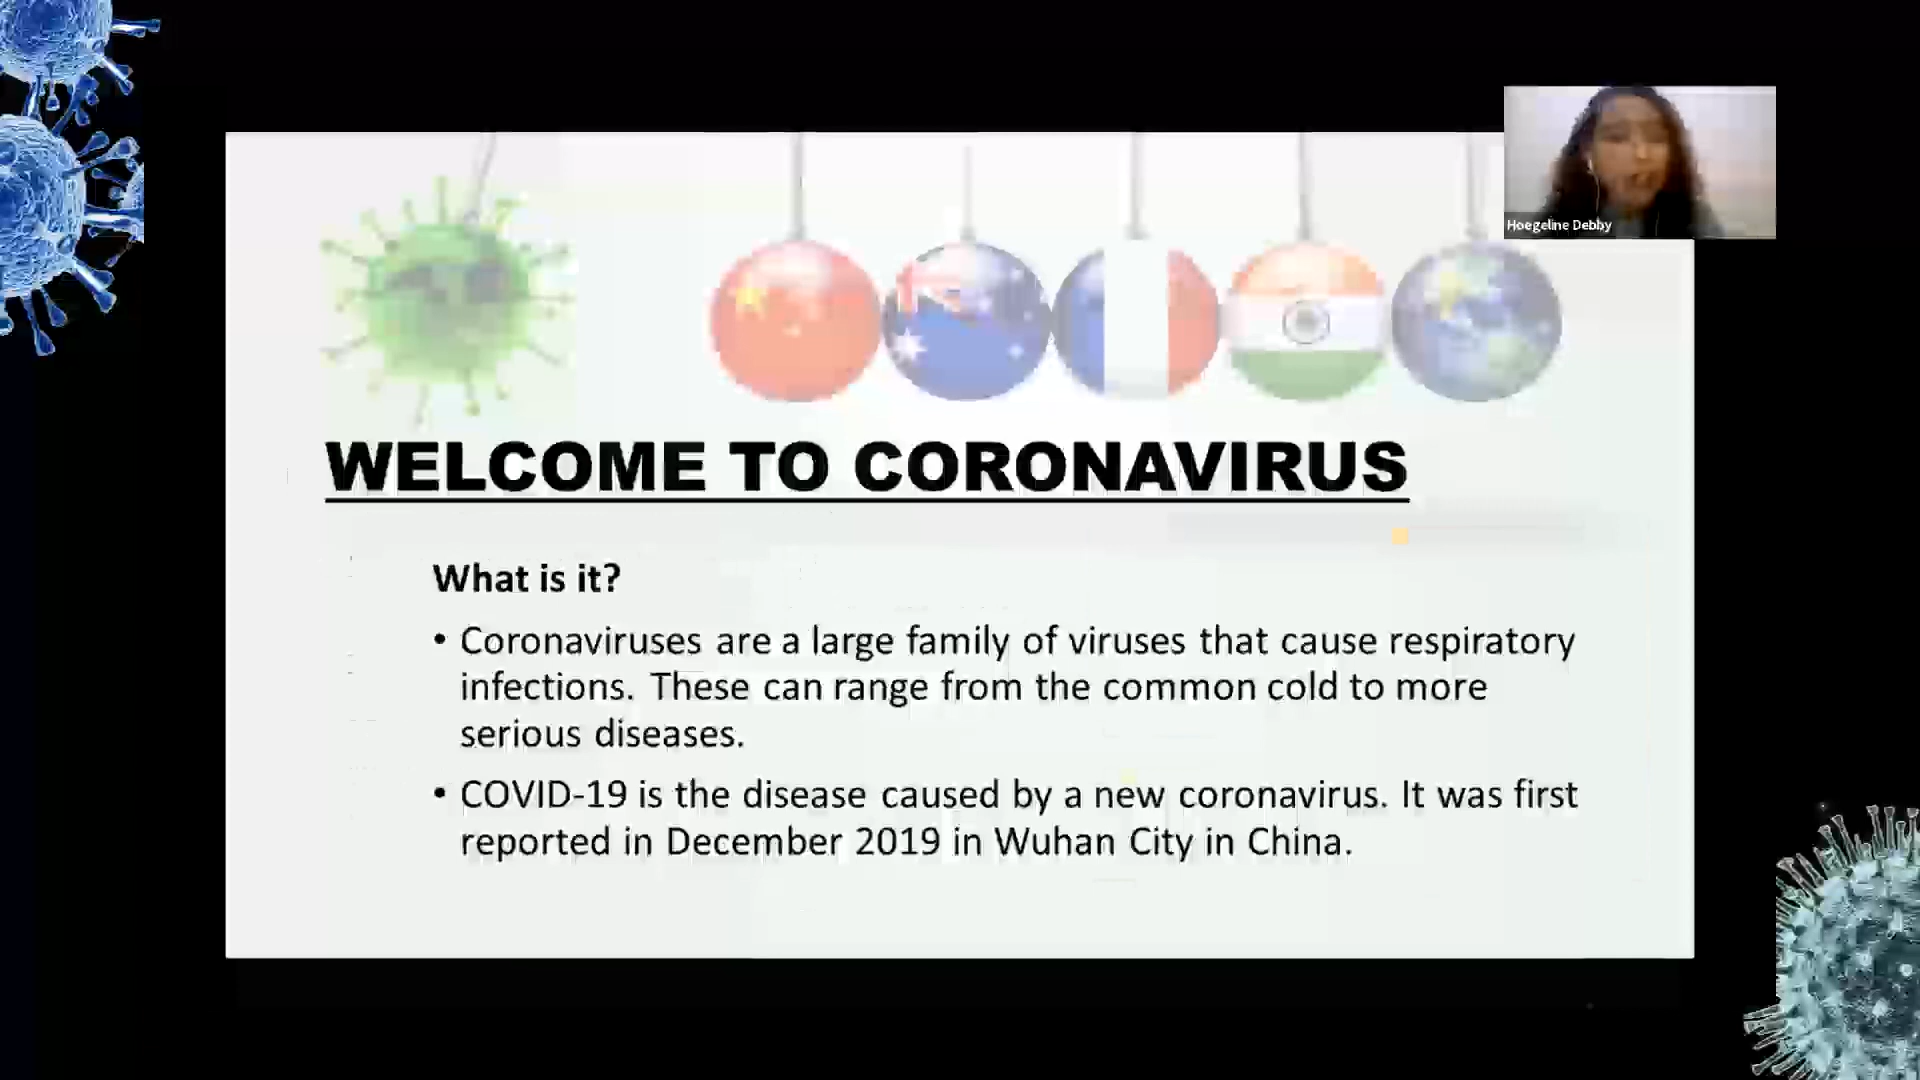 Hoegeline Debby
WELCOME TO CORONAVIRUS
What is it?
• Coronaviruses are a large family of viruses that cause respiratory
infections. These can range from the common cold to more
serious diseases.
• COVID-19 is the disease caused by a new coronavirus. It was first
reported in December 2019 in Wuhan City in China.